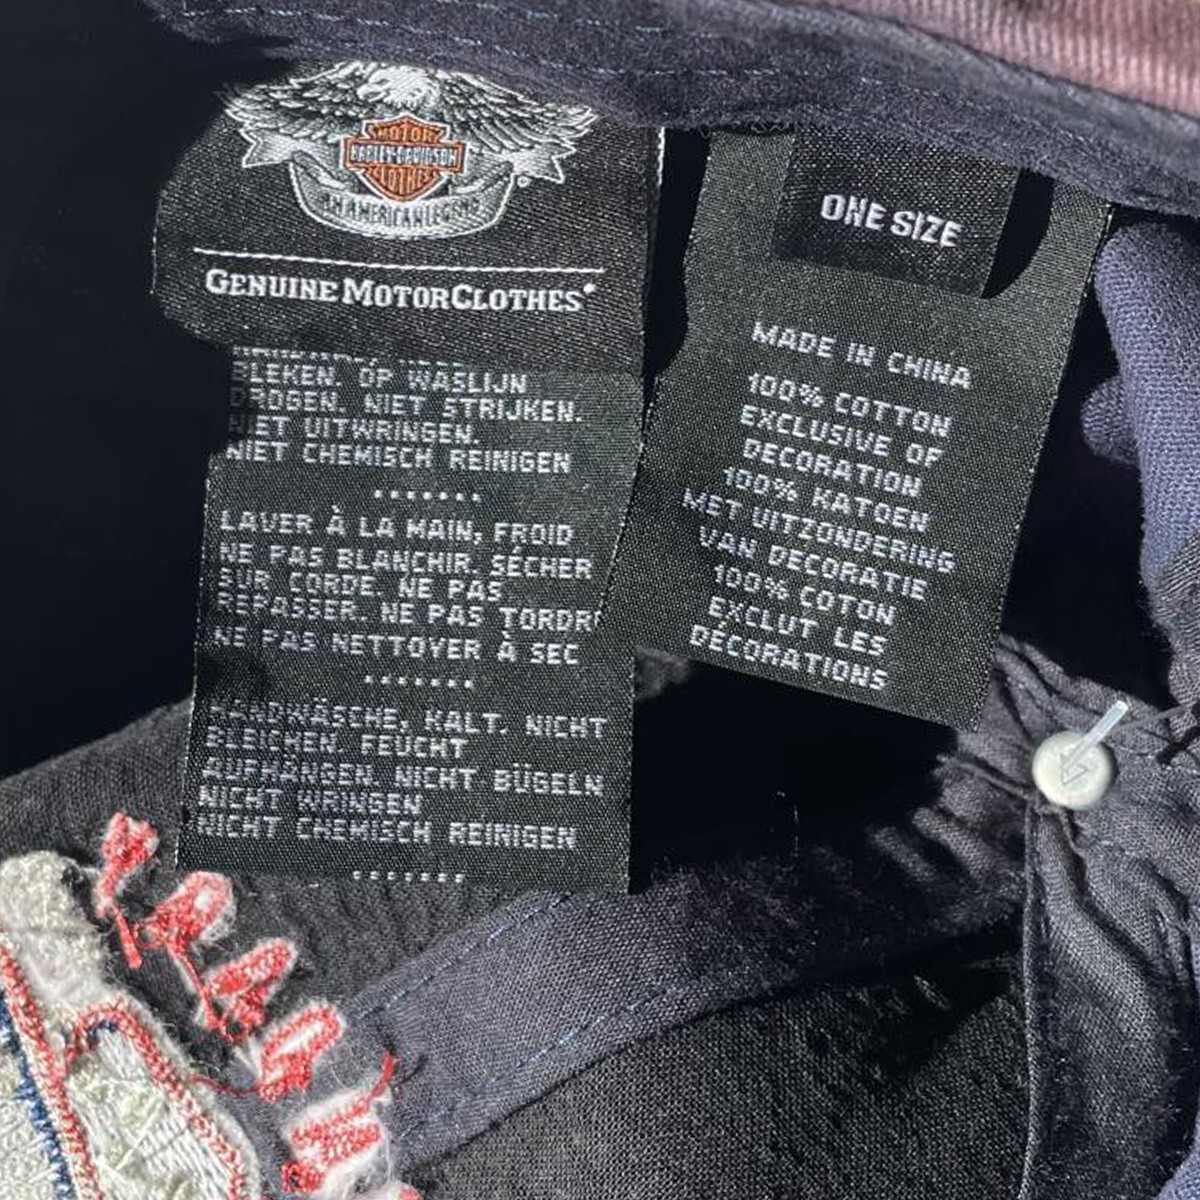 MOTOR
HARLEY-DAVIDSON
CLOTHES
AN AMERICAN LEGEND
GENUINE MOTORCLOTHES®
BLEKEN. OP WASLIJN
DROGEN. NIET STRIJKEN.
NIET UITWRINGEN.
NIET CHEMISCH REINIGEN
.......
LAVER À LA MAIN, FROID
NE PAS BLANCHIR. SÉCHER
SUR CORDE. NE PAS
REPASSER. NE PAS TORDRE
NE PAS NETTOYER À SEC
.......
HANDWÄSCHE, KALT. NICHT
BLEICHEN. FEUCHT
AUFHÄNGEN. NICHT BÜGELN
NICHT WRINGEN
NICHT CHEMISCH REINIGEN
.......
ONE SIZE
MADE IN CHINA
100% COTTON
EXCLUSIVE OF
DECORATION
100% KATOEN
MET UITZONDERING
VAN DECORATIE
100% COTON
EXCLUT LES
DÉCORATIONS